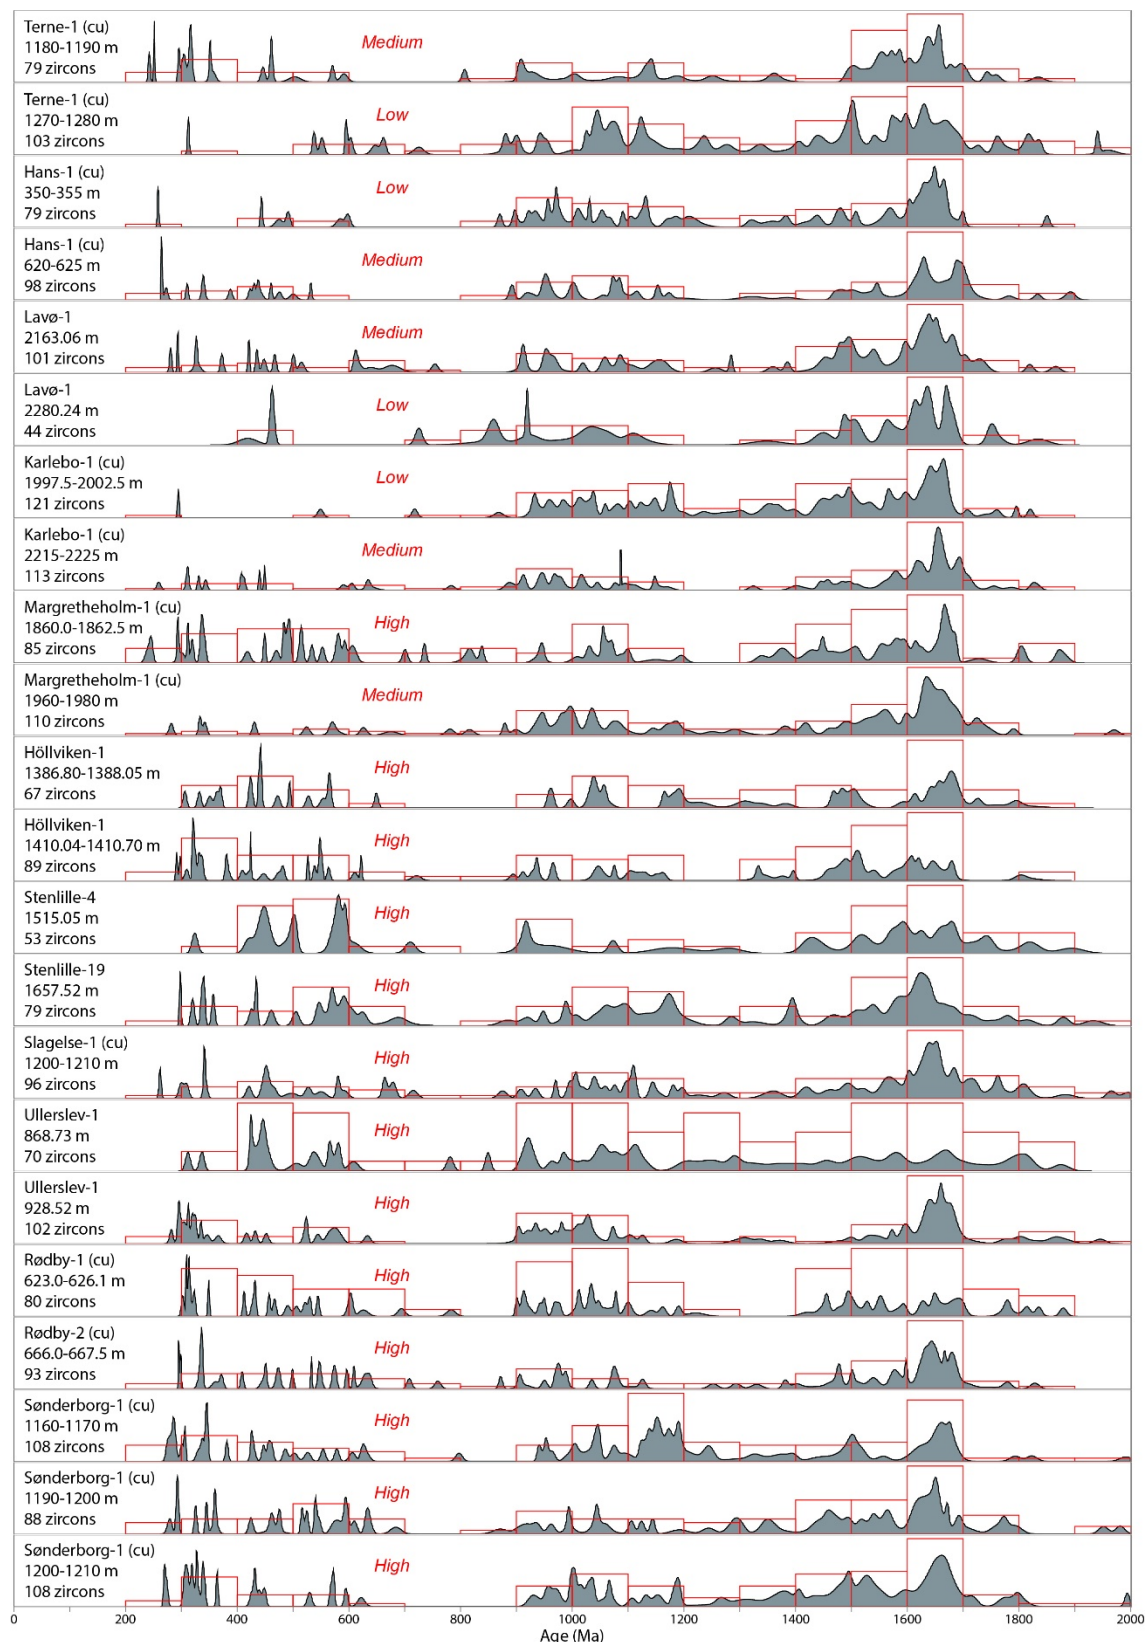 Terne-1 (cu)
1180-1190 m
79 zircons
Medium
Terne-1 (cu)
1270-1280 m
103 zircons
Low
Hans-1 (cu)
350-355 m
79 zircons
Low
Hans-1 (cu)
620-625 m
98 zircons
Medium
Lavø-1
2163.06 m
101 zircons
Medium
Lavø-1
2280.24 m
44 zircons
Low
Karlebo-1 (cu)
1997.5-2002.5 m
121 zircons
Low
Karlebo-1 (cu)
2215-2225 m
113 zircons
Medium
Margretheholm-1 (cu)
1860.0-1862.5 m
85 zircons
High
Margretheholm-1 (cu)
1960-1980 m
110 zircons
Medium
Höllviken-1
1386.80-1388.05 m
67 zircons
High
Höllviken-1
1410.04-1410.70 m
89 zircons
High
Stenlille-4
1515.05 m
53 zircons
High
Stenlille-19
1657.52 m
79 zircons
High
Slagelse-1 (cu)
1200-1210 m
96 zircons
High
Ullerslev-1
868.73 m
70 zircons
High
Ullerslev-1
928.52 m
102 zircons
High
Rødby-1 (cu)
623.0-626.1 m
80 zircons
High
Rødby-2 (cu)
666.0-667.5 m
93 zircons
High
Sønderborg-1 (cu)
1160-1170 m
108 zircons
High
Sønderborg-1 (cu)
1190-1200 m
88 zircons
High
Sønderborg-1 (cu)
1200-1210 m
108 zircons
High
0 200 400 600 800 1000 1200 1400 1600 1800 2000
Age (Ma)